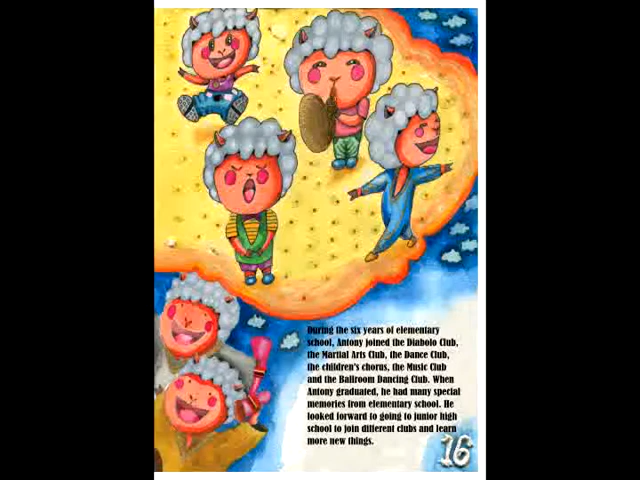 During the six years of elementary
school, Antony joined the Diabolo Club,
the Martial Arts Club, the Dance Club,
the children's chorus, the Music Club
and the Ballroom Dancing Club. When
Antony graduated, he had many special
memories from elementary school. He
looked forward to going to junior high
school to join different clubs and learn
more new things.
16